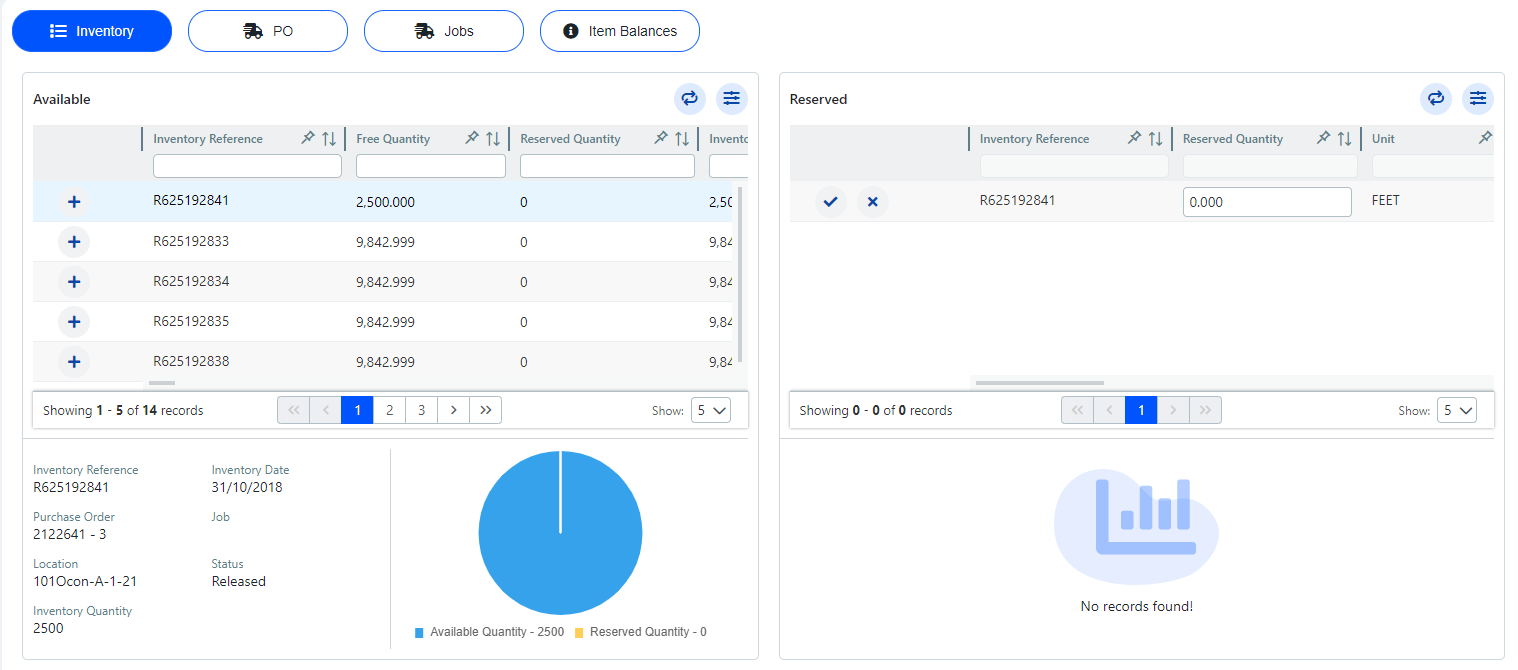 Inventory PO Jobs Item Balances
Available
Inventory Reference Free Quantity Reserved Quantity Invento
R625192841 2,500.000 0 2,50
R625192833 9,842.999 0 9,84
R625192834 9,842.999 0 9,84
R625192835 9,842.999 0 9,84
R625192838 9,842.999 0 9,84
Showing 1 - 5 of 14 records « ‹ 1 2 3 › » Show: 5
Inventory Reference Inventory Date
R625192841 31/10/2018
Purchase Order Job
2122641 - 3
Location Status
101Ocon-A-1-21 Released
Inventory Quantity
2500
Available Quantity - 2500 Reserved Quantity - 0
Reserved
Inventory Reference Reserved Quantity Unit
R625192841 0.000 FEET
Showing 0 - 0 of 0 records « ‹ 1 › » Show: 5
No records found!